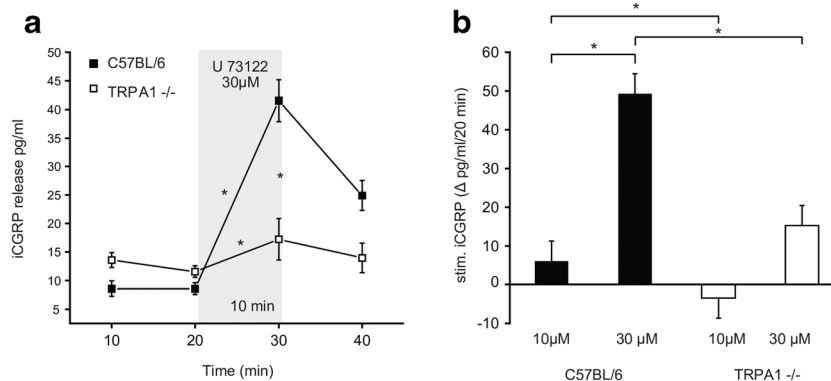 a
C57BL/6
TRPA1 -/-
U 73122
30µM
iCGRP release pg/ml
50
45
40
35
30
25
20
15
10
5
*
*
*
10 min
10
20
30
40
Time (min)
b
*
*
*
stim. iCGRP (Δ pg/ml/20 min)
60
50
40
30
20
10
0
-10
10µM
30 µM
10µM
30 µM
C57BL/6
TRPA1 -/-